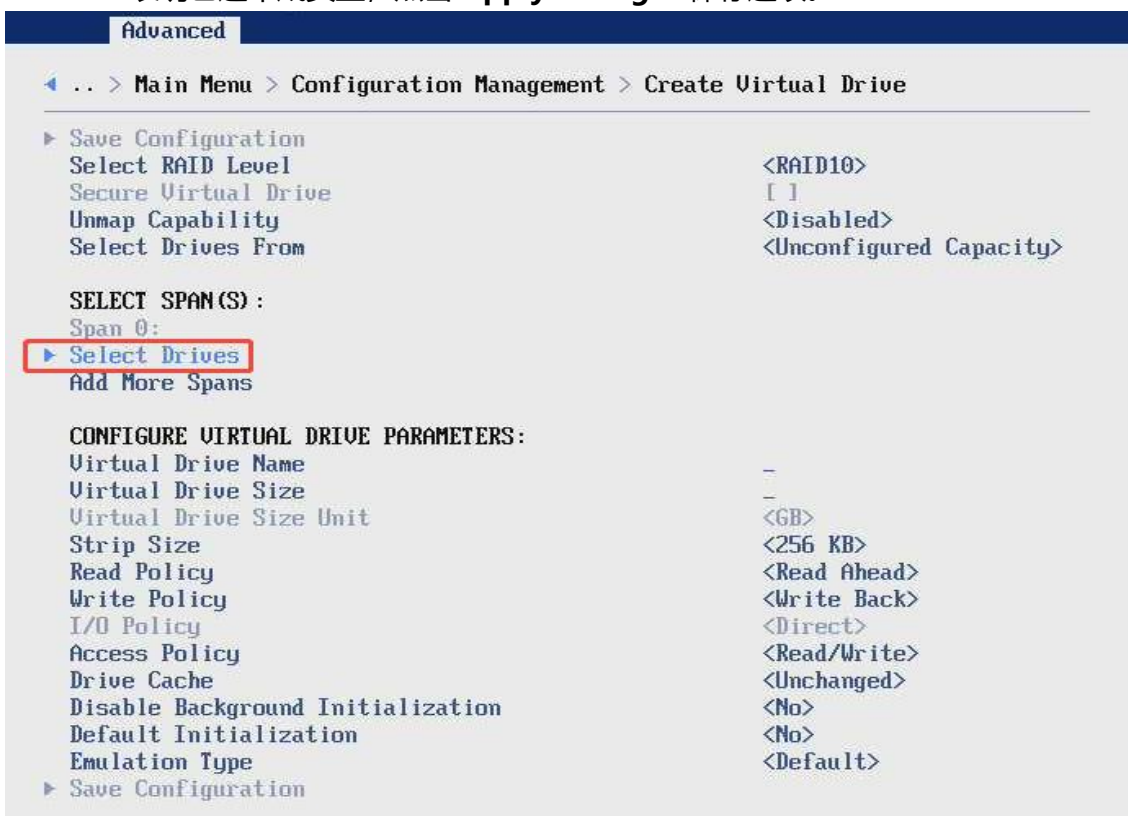 Advanced
.. > Main Menu > Configuration Management > Create Virtual Drive
Save Configuration
Select RAID Level <RAID10>
Secure Virtual Drive [ ]
Unmap Capability <Disabled>
Select Drives From <Unconfigured Capacity>
SELECT SPAN(S):
Span 0:
Select Drives
Add More Spans
CONFIGURE VIRTUAL DRIVE PARAMETERS:
Virtual Drive Name _
Virtual Drive Size _
Virtual Drive Size Unit <GB>
Strip Size <256 KB>
Read Policy <Read Ahead>
Write Policy <Write Back>
I/O Policy <Direct>
Access Policy <Read/Write>
Drive Cache <Unchanged>
Disable Background Initialization <No>
Default Initialization <No>
Emulation Type <Default>
Save Configuration